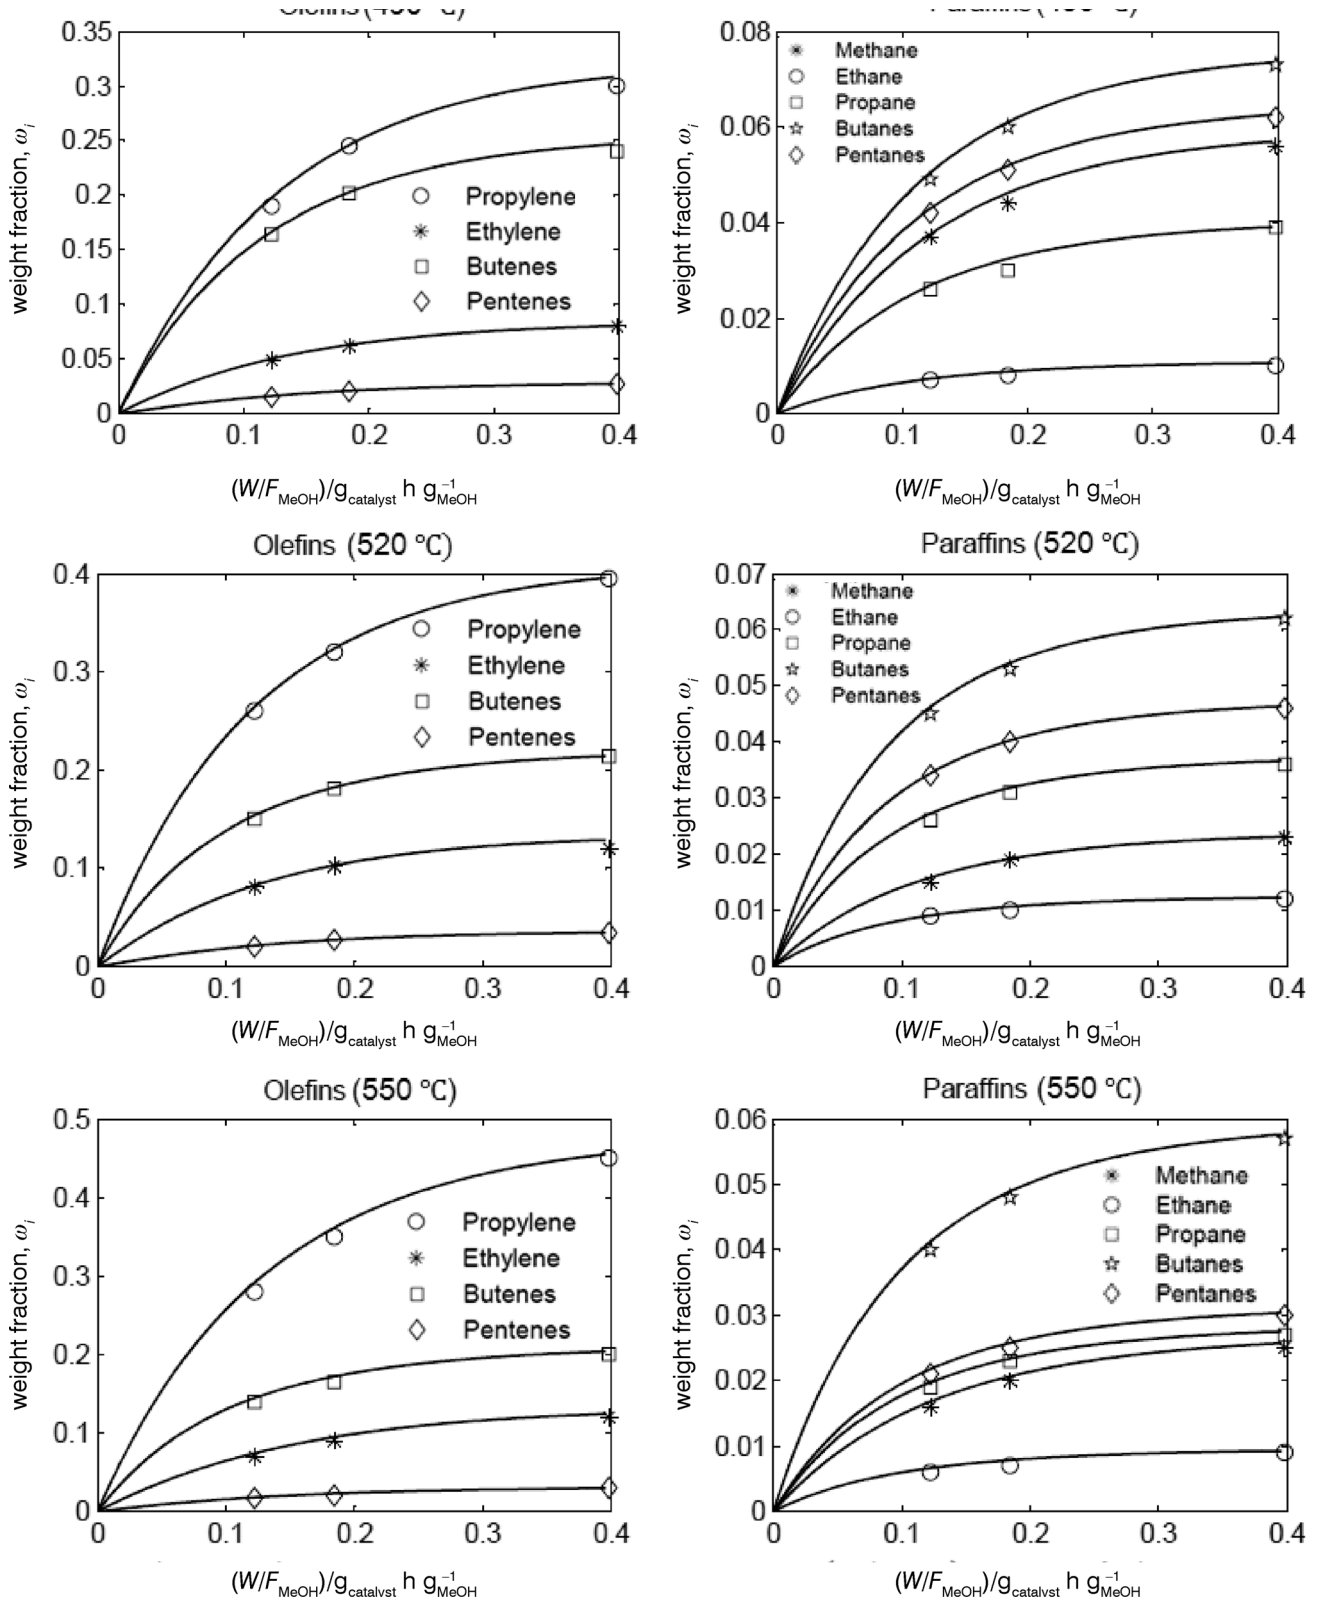 Olefins (490 °C)
0.35
0.3
0.25
0.2
0.15
0.1
0.05
0
0 0.1 0.2 0.3 0.4
weight fraction, ωi
Propylene
Ethylene
Butenes
Pentenes
(W/FMeOH)/gcatalyst h g−1MeOH
0.08
0.06
0.04
0.02
0
0 0.1 0.2 0.3 0.4
weight fraction, ωi
Methane
Ethane
Propane
Butanes
Pentanes
(W/FMeOH)/gcatalyst h g−1MeOH
Olefins (520 °C)
0.4
0.3
0.2
0.1
0
0 0.1 0.2 0.3 0.4
weight fraction, ωi
Propylene
Ethylene
Butenes
Pentenes
(W/FMeOH)/gcatalyst h g−1MeOH
Paraffins (520 °C)
0.07
0.06
0.05
0.04
0.03
0.02
0.01
0
0 0.1 0.2 0.3 0.4
weight fraction, ωi
Methane
Ethane
Propane
Butanes
Pentanes
(W/FMeOH)/gcatalyst h g−1MeOH
Olefins (550 °C)
0.5
0.4
0.3
0.2
0.1
0
0 0.1 0.2 0.3 0.4
weight fraction, ωi
Propylene
Ethylene
Butenes
Pentenes
(W/FMeOH)/gcatalyst h g−1MeOH
Paraffins (550 °C)
0.06
0.05
0.04
0.03
0.02
0.01
0
0 0.1 0.2 0.3 0.4
weight fraction, ωi
Methane
Ethane
Propane
Butanes
Pentanes
(W/FMeOH)/gcatalyst h g−1MeOH